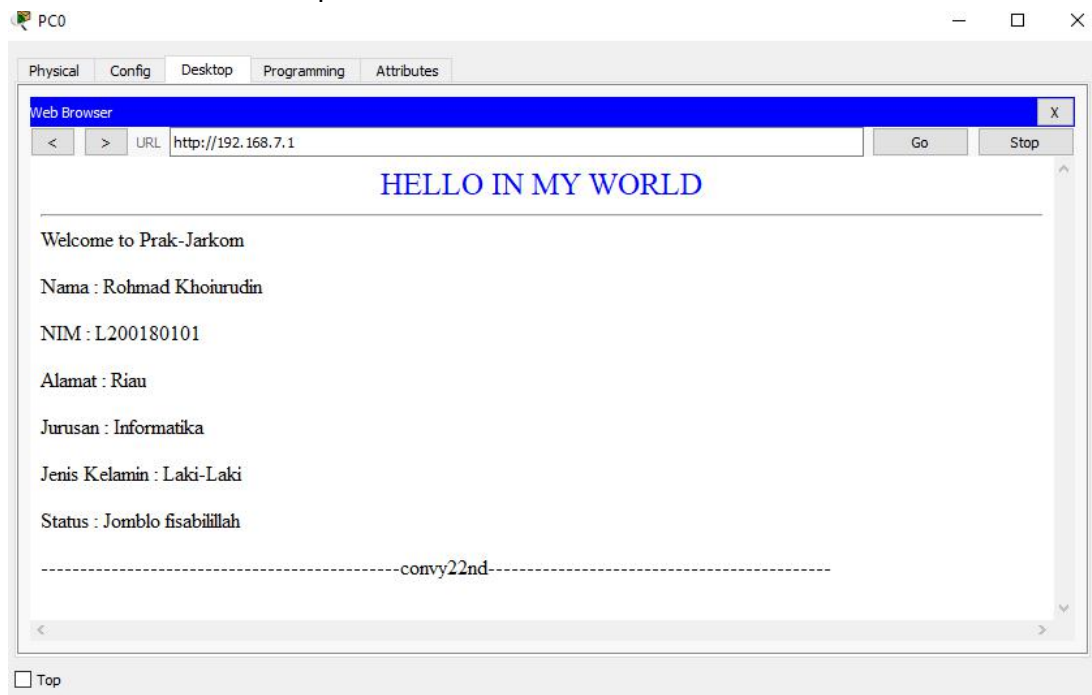 PC0
Physical Config Desktop Programming Attributes
Web Browser X
< > URL http://192.168.7.1 Go Stop
HELLO IN MY WORLD
Welcome to Prak-Jarkom
Nama : Rohmad Khoiurudin
NIM : L200180101
Alamat : Riau
Jurusan : Informatika
Jenis Kelamin : Laki-Laki
Status : Jomblo fisabilillah
----------------------------------------------convy22nd--------------------------------------------
Top